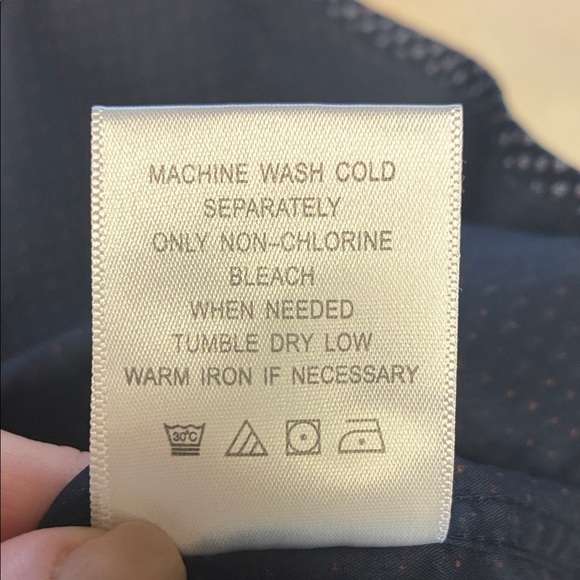 MACHINE WASH COLD
SEPARATELY
ONLY NON-CHLORINE
BLEACH
WHEN NEEDED
TUMBLE DRY LOW
WARM IRON IF NECESSARY
30°C